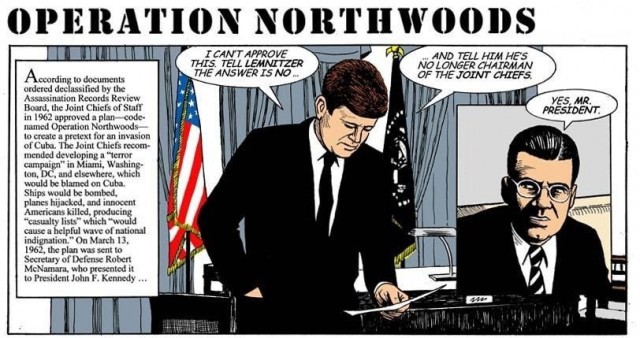 OPERATION NORTHWOODS
According to documents
ordered declassified by the
Assassination Records Review
Board, the Joint Chiefs of Staff
in 1962 approved a plan—code-
named Operation Northwoods—
to create a pretext for an invasion
of Cuba. The Joint Chiefs recom-
mended developing a “terror
campaign” in Miami, Washing-
ton, DC, and elsewhere, which
would be blamed on Cuba.
Ships would be bombed,
planes hijacked, and innocent
Americans killed, producing
“casualty lists” which “would
cause a helpful wave of national
indignation.” On March 13,
1962, the plan was sent to
Secretary of Defense Robert
McNamara, who presented it
to President John F. Kennedy ...
I CAN'T APPROVE
THIS. TELL LEMNITZER
THE ANSWER IS NO ...
... AND TELL HIM HE'S
NO LONGER CHAIRMAN
OF THE JOINT CHIEFS.
YES, MR.
PRESIDENT.